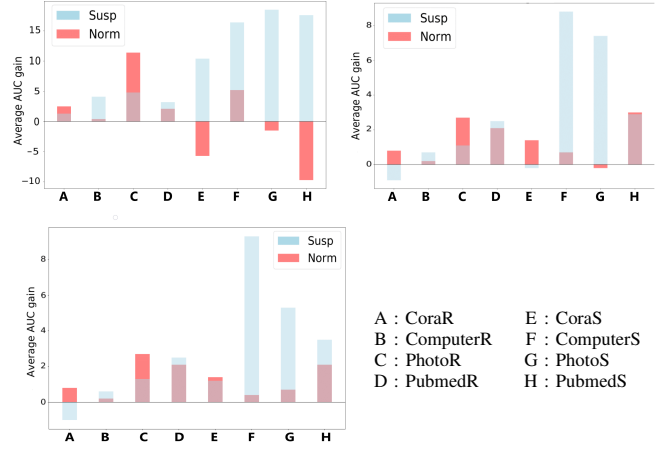 Susp
Norm
Average AUC gain
15
10
5
0
−5
−10
A B C D E F G H
Susp
Norm
Average AUC gain
8
6
4
2
0
A B C D E F G H
Susp
Norm
Average AUC gain
8
6
4
2
0
A B C D E F G H
A : CoraR E : CoraS
B : ComputerR F : ComputerS
C : PhotoR G : PhotoS
D : PubmedR H : PubmedS